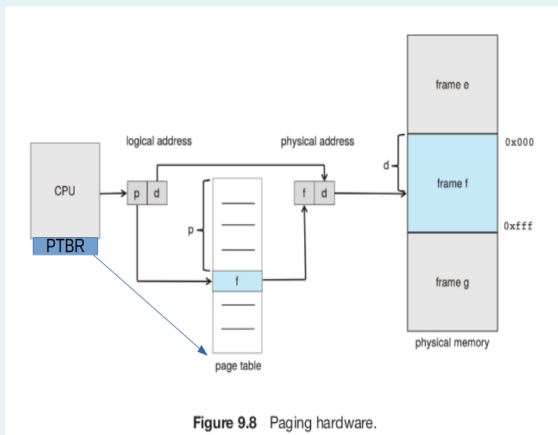 frame e
logical address
physical address
0x000
d
CPU
p d
f d
frame f
p
0xfff
PTBR
f
frame g
physical memory
page table
Figure 9.8 Paging hardware.